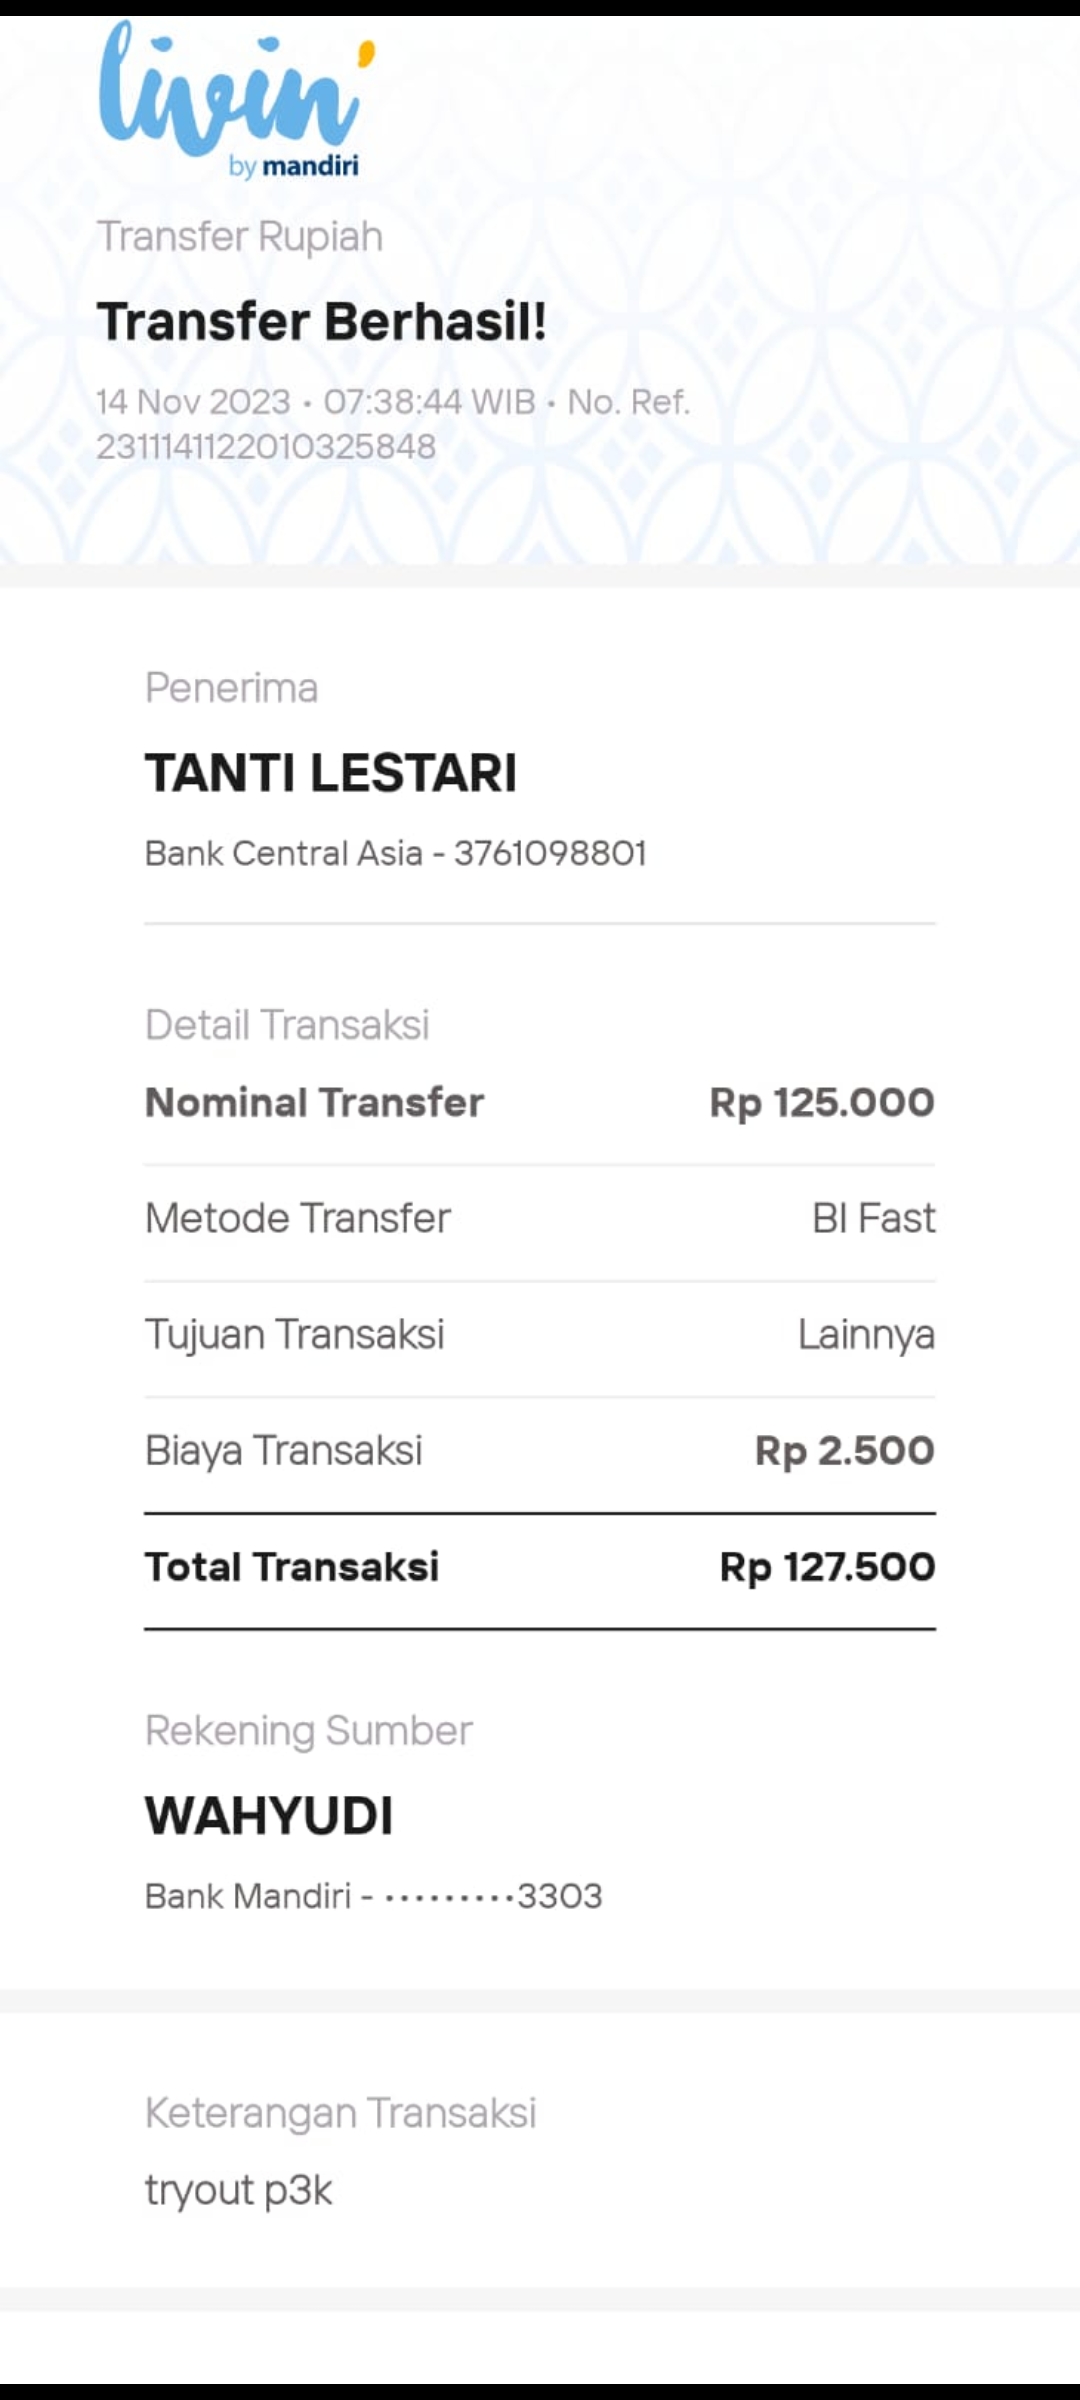 livin'
by mandiri
Transfer Rupiah
Transfer Berhasil!
14 Nov 2023 • 07:38:44 WIB • No. Ref.
2311141122010325848
Penerima
TANTI LESTARI
Bank Central Asia - 3761098801
Detail Transaksi
Nominal Transfer Rp 125.000
Metode Transfer BI Fast
Tujuan Transaksi Lainnya
Biaya Transaksi Rp 2.500
Total Transaksi Rp 127.500
Rekening Sumber
WAHYUDI
Bank Mandiri - •••••••••3303
Keterangan Transaksi
tryout p3k